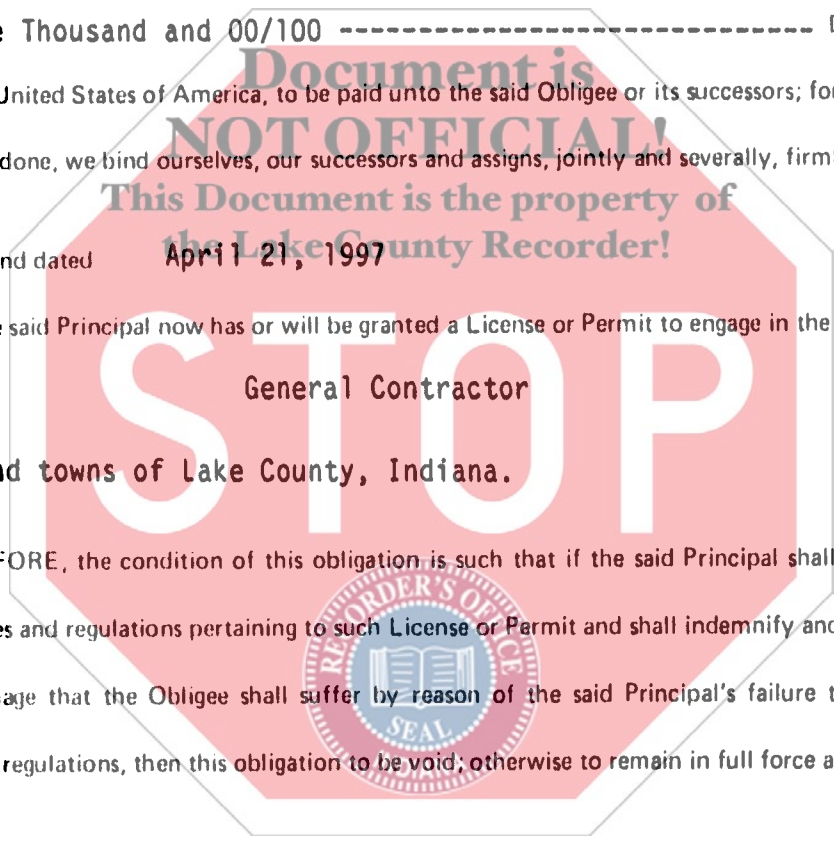 Thousand and 00/100 ------------------------------
Document is
United States of America, to be paid unto the said Obligee or its successors; for
NOT OFFICIAL!
done, we bind ourselves, our successors and assigns, jointly and severally, firm
This Document is the property of
the Lake County Recorder!
nd dated April 21, 1997
said Principal now has or will be granted a License or Permit to engage in the
STOP
General Contractor
nd towns of Lake County, Indiana.
FORE, the condition of this obligation is such that if the said Principal shall
RECORDER'S OFFICE
es and regulations pertaining to such License or Permit and shall indemnify and
age that the Obligee shall suffer by reason of the said Principal's failure t
SEAL
regulations, then this obligation to be void; otherwise to remain in full force a